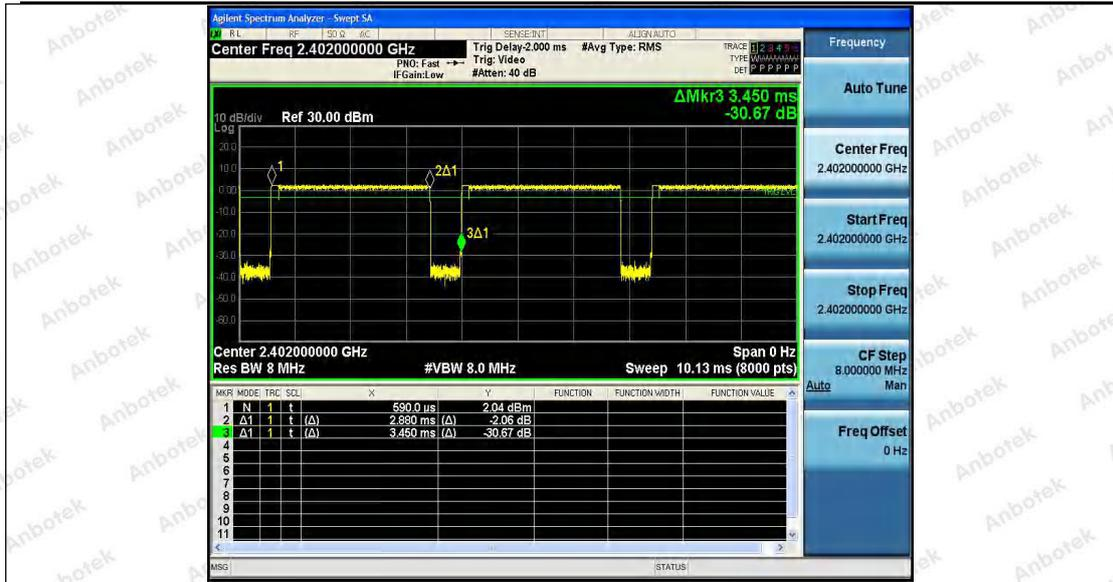 Agilent Spectrum Analyzer - Swept SA
RL RF 50 Ω AC SENSE:INT ALIGN AUTO
Center Freq 2.402000000 GHz
PNO: Fast
IFGain:Low
Trig Delay-2.000 ms
Trig: Video
#Atten: 40 dB
#Avg Type: RMS
TRACE 1 2 3 4 5 6
TYPE
DET P P P P P P
ΔMkr3 3.450 ms
-30.67 dB
10 dB/div Ref 30.00 dBm
Log
20.0
10.0
0.00
-10.0
-20.0
-30.0
-40.0
-50.0
-60.0
1
2Δ1
3Δ1
TRIG LVL
Center 2.402000000 GHz
Span 0 Hz
Res BW 8 MHz
#VBW 8.0 MHz
Sweep 10.13 ms (8000 pts)
MKR MODE TRC SCL X Y FUNCTION FUNCTION WIDTH FUNCTION VALUE
1 N 1 t 590.0 us 2.04 dBm
2 Δ1 1 t (Δ) 2.880 ms (Δ) -2.06 dB
3 Δ1 1 t (Δ) 3.450 ms (Δ) -30.67 dB
4
5
6
7
8
9
10
11
MSG STATUS
Frequency
Auto Tune
Center Freq
2.402000000 GHz
Start Freq
2.402000000 GHz
Stop Freq
2.402000000 GHz
CF Step
8.000000 MHz
Auto Man
Freq Offset
0 Hz
Anbotek